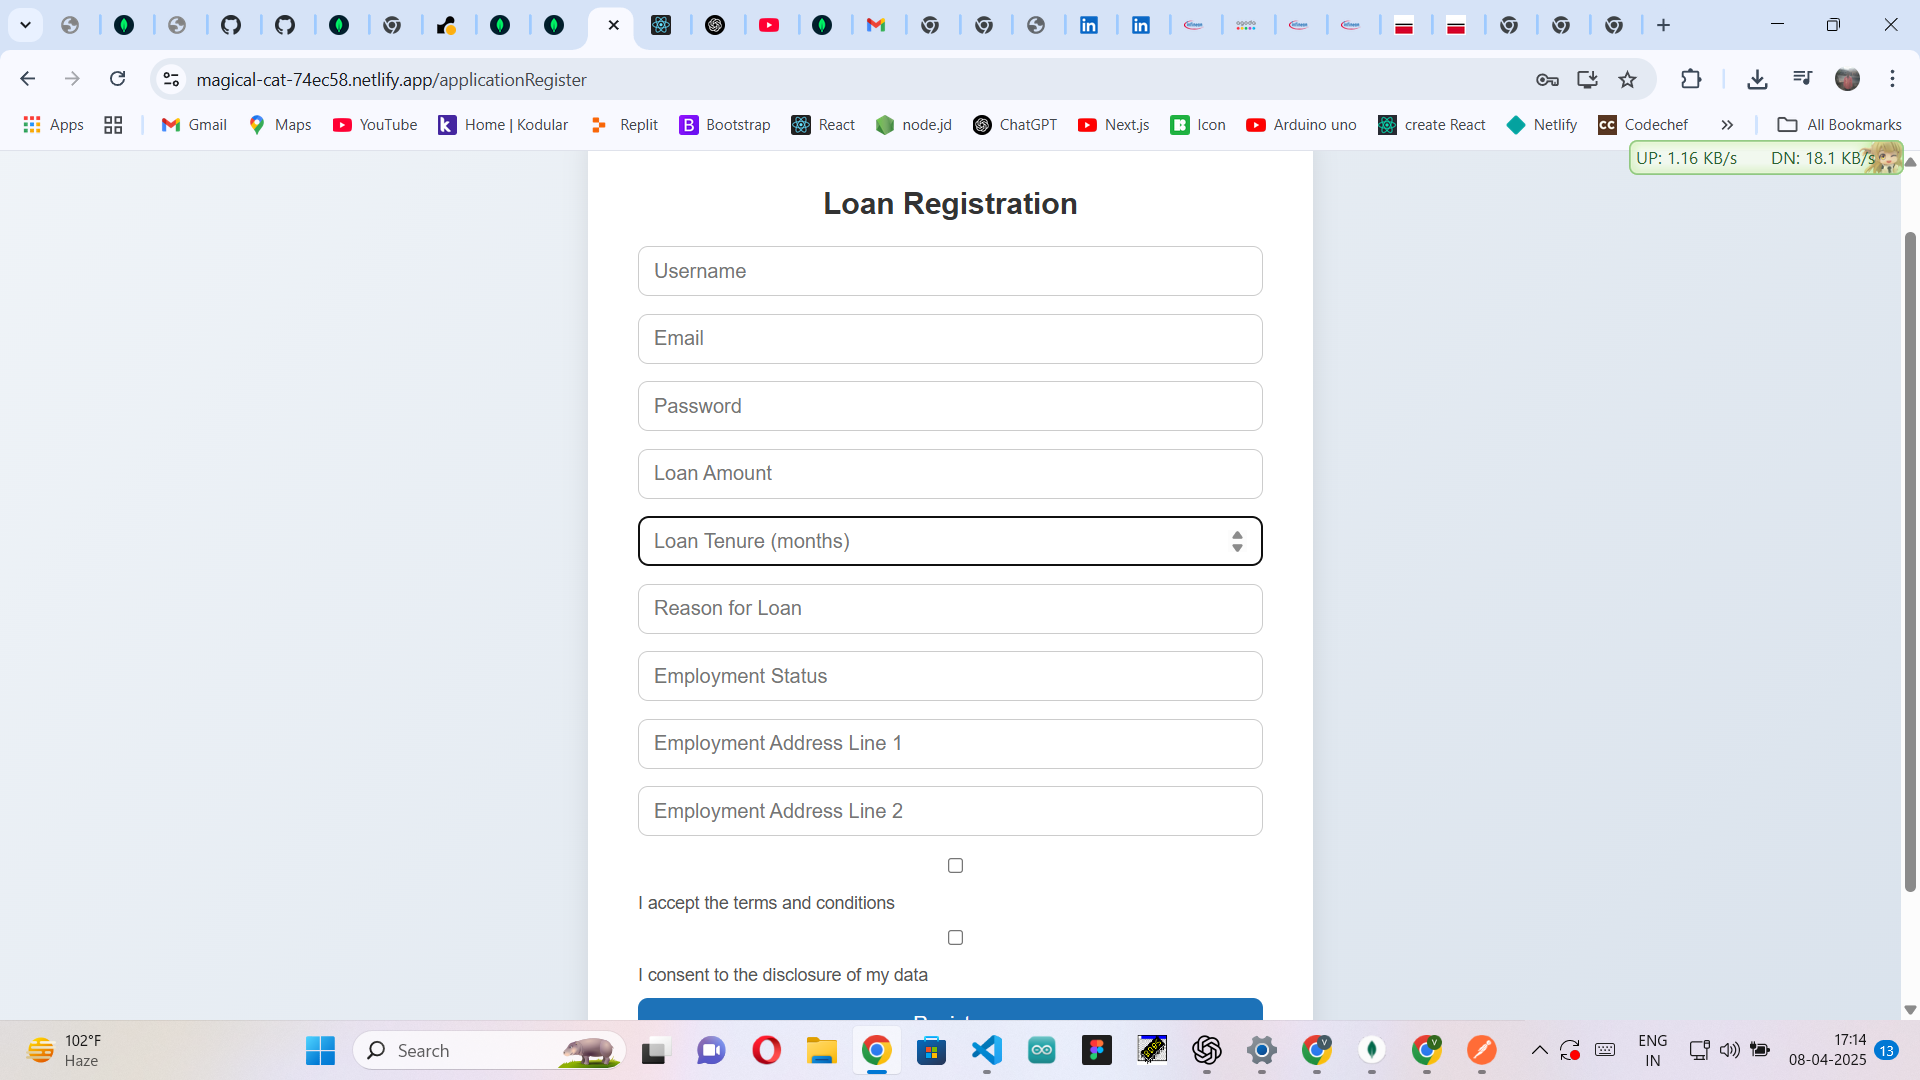 magical-cat-74ec58.netlify.app/applicationRegister
Apps
Gmail
Maps
YouTube
Home | Kodular
Replit
Bootstrap
React
node.jd
ChatGPT
Next.js
Icon
Arduino uno
create React
Netlify
Codechef
All Bookmarks
UP: 1.16 KB/s DN: 18.1 KB/s
Loan Registration
Username
Email
Password
Loan Amount
Loan Tenure (months)
Reason for Loan
Employment Status
Employment Address Line 1
Employment Address Line 2
I accept the terms and conditions
I consent to the disclosure of my data
102°F
Haze
Search
ENG
IN
17:14
08-04-2025
13